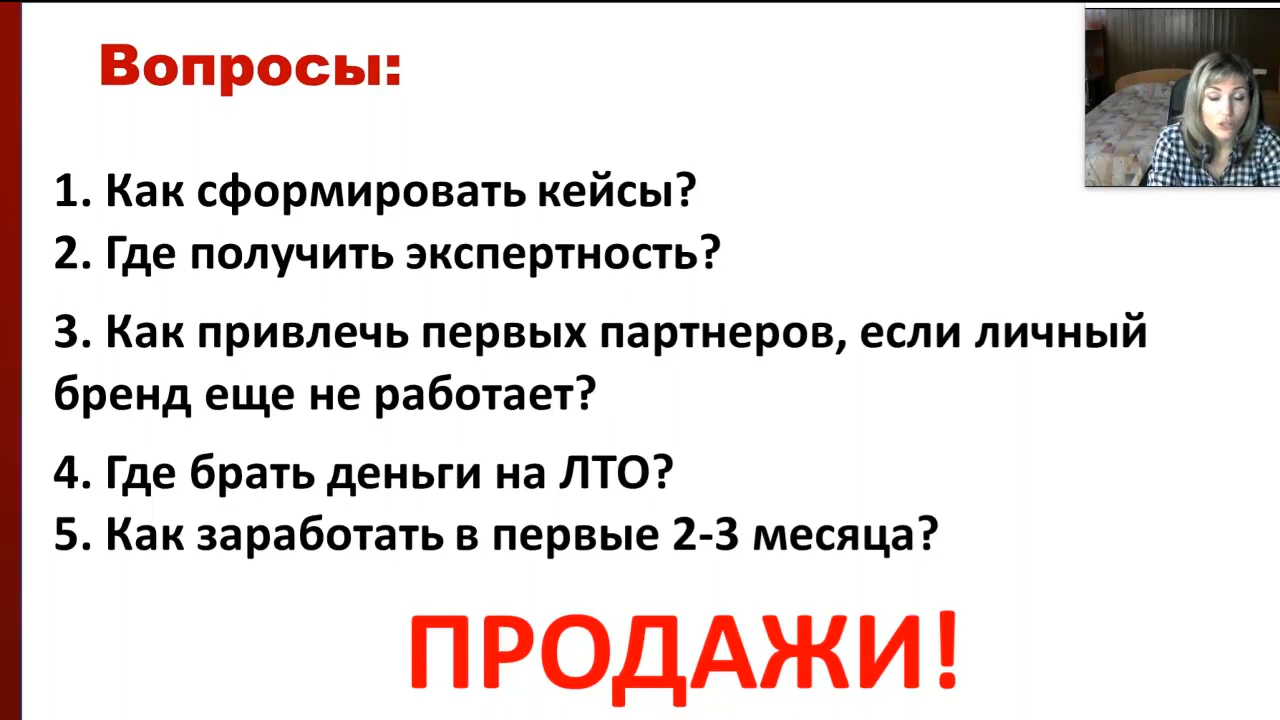 Вопросы:
1. Как сформировать кейсы?
2. Где получить экспертность?
3. Как привлечь первых партнеров, если личный
бренд еще не работает?
4. Где брать деньги на ЛТО?
5. Как заработать в первые 2-3 месяца?
ПРОДАЖИ!